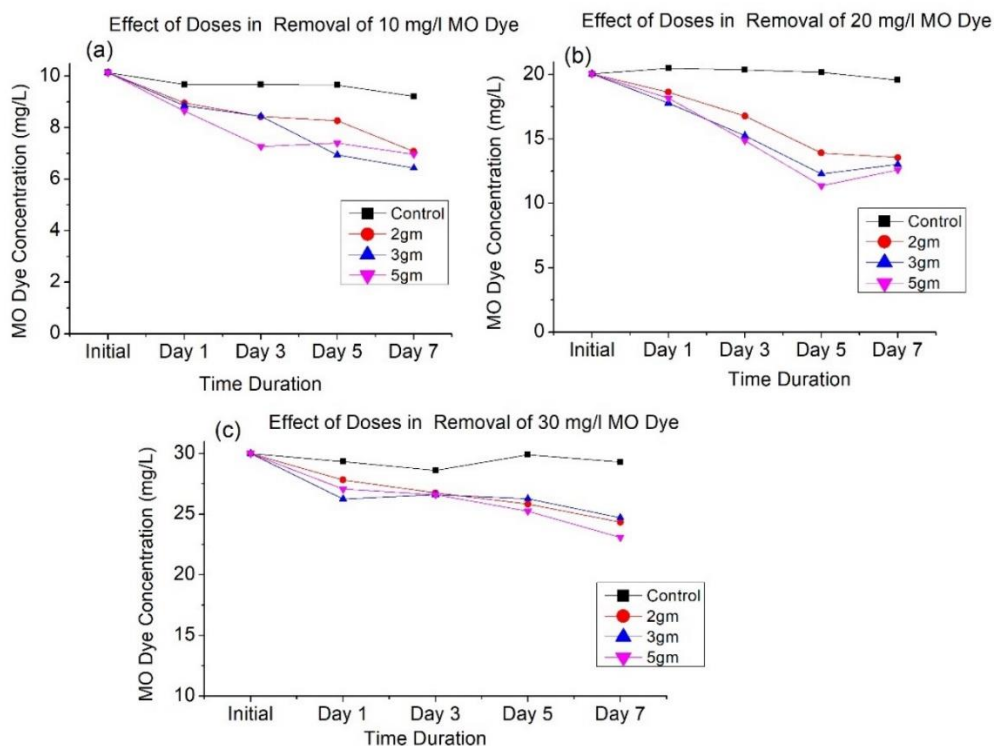 Effect of Doses in Removal of 10 mg/l MO Dye
(a)
MO Dye Concentration (mg/L)
10
8
6
4
2
0
Control
2gm
3gm
5gm
Initial Day 1 Day 3 Day 5 Day 7
Time Duration
Effect of Doses in Removal of 20 mg/l MO Dye
(b)
MO Dye Concentration (mg/L)
20
15
10
5
0
Control
2gm
3gm
5gm
Initial Day 1 Day 3 Day 5 Day 7
Time Duration
Effect of Doses in Removal of 30 mg/l MO Dye
(c)
MO Dye Concentration (mg/L)
30
25
20
15
10
Control
2gm
3gm
5gm
Initial Day 1 Day 3 Day 5 Day 7
Time Duration